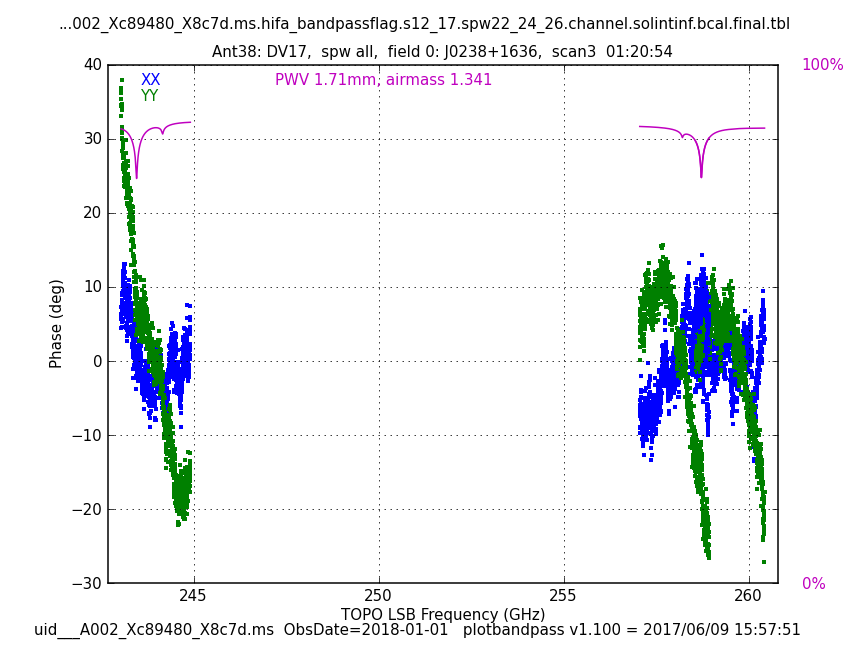 ...002_Xc89480_X8c7d.ms.hifa_bandpassflag.s12_17.spw22_24_26.channel.solintinf.bcal.final.tbl
Ant38: DV17,  spw all,  field 0: J0238+1636,  scan3  01:20:54
40
100%
XX
PWV 1.71mm, airmass 1.341
YY
30
20
10
Phase (deg)
0
−10
−20
−30
0%
245
250
255
260
TOPO LSB Frequency (GHz)
uid___A002_Xc89480_X8c7d.ms  ObsDate=2018-01-01   plotbandpass v1.100 = 2017/06/09 15:57:51